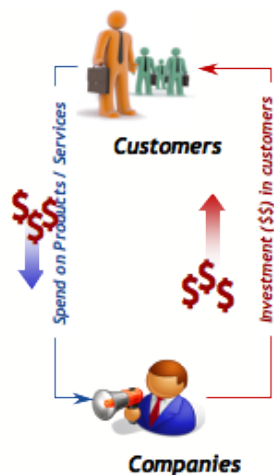 Customers
Spend on Products / Services
$$$
Investment ($$) in customers
$$$
Companies